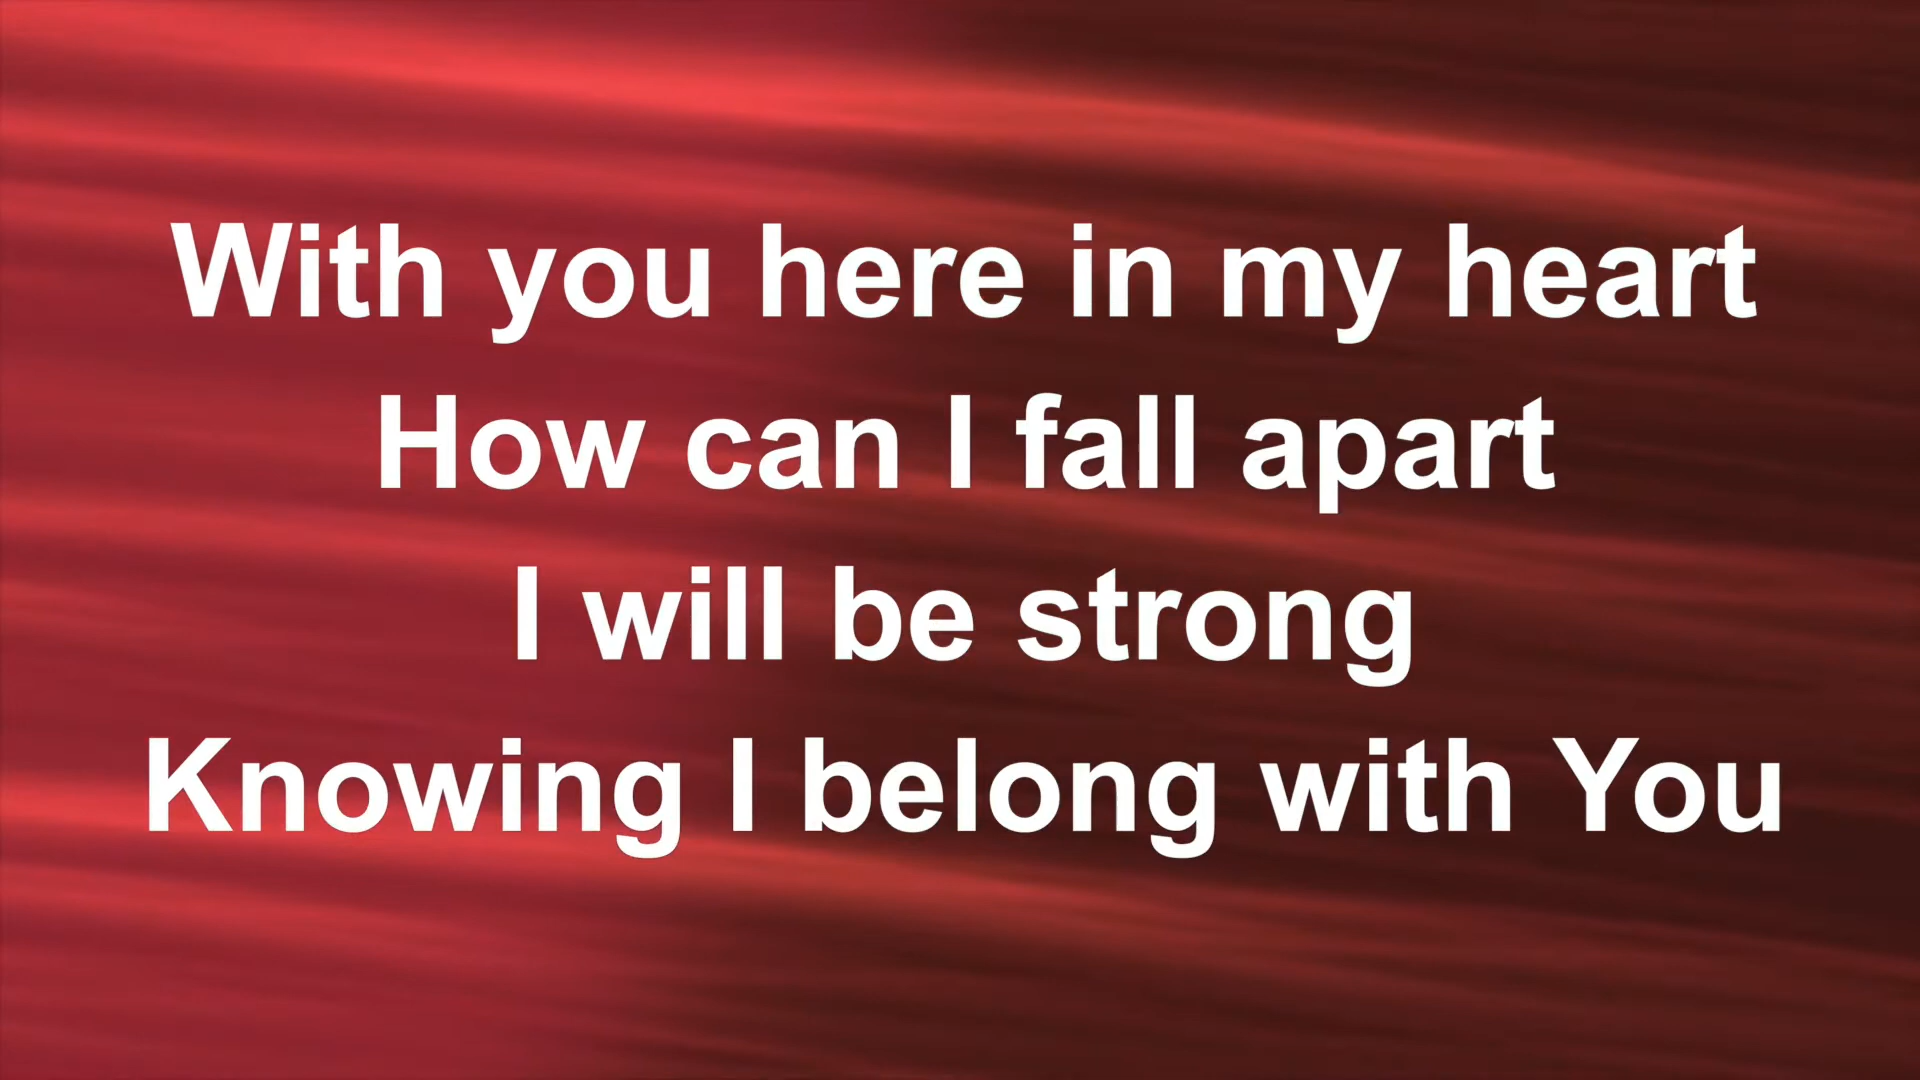 With you here in my heart
How can I fall apart
I will be strong
Knowing I belong with You